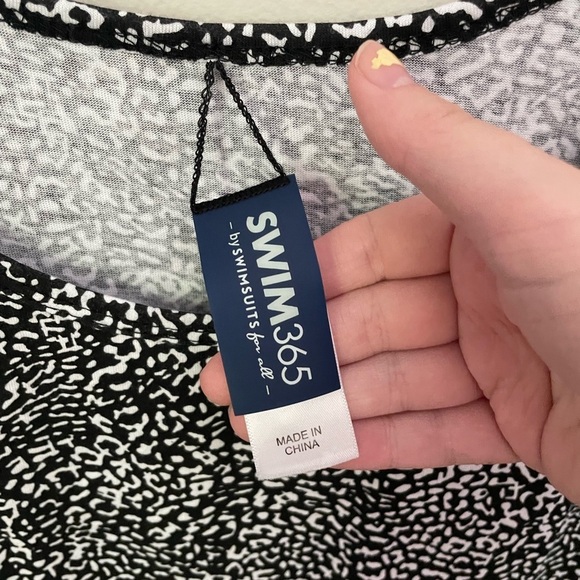 SWIM365
– by SWIMSUITS for all –
MADE IN
CHINA